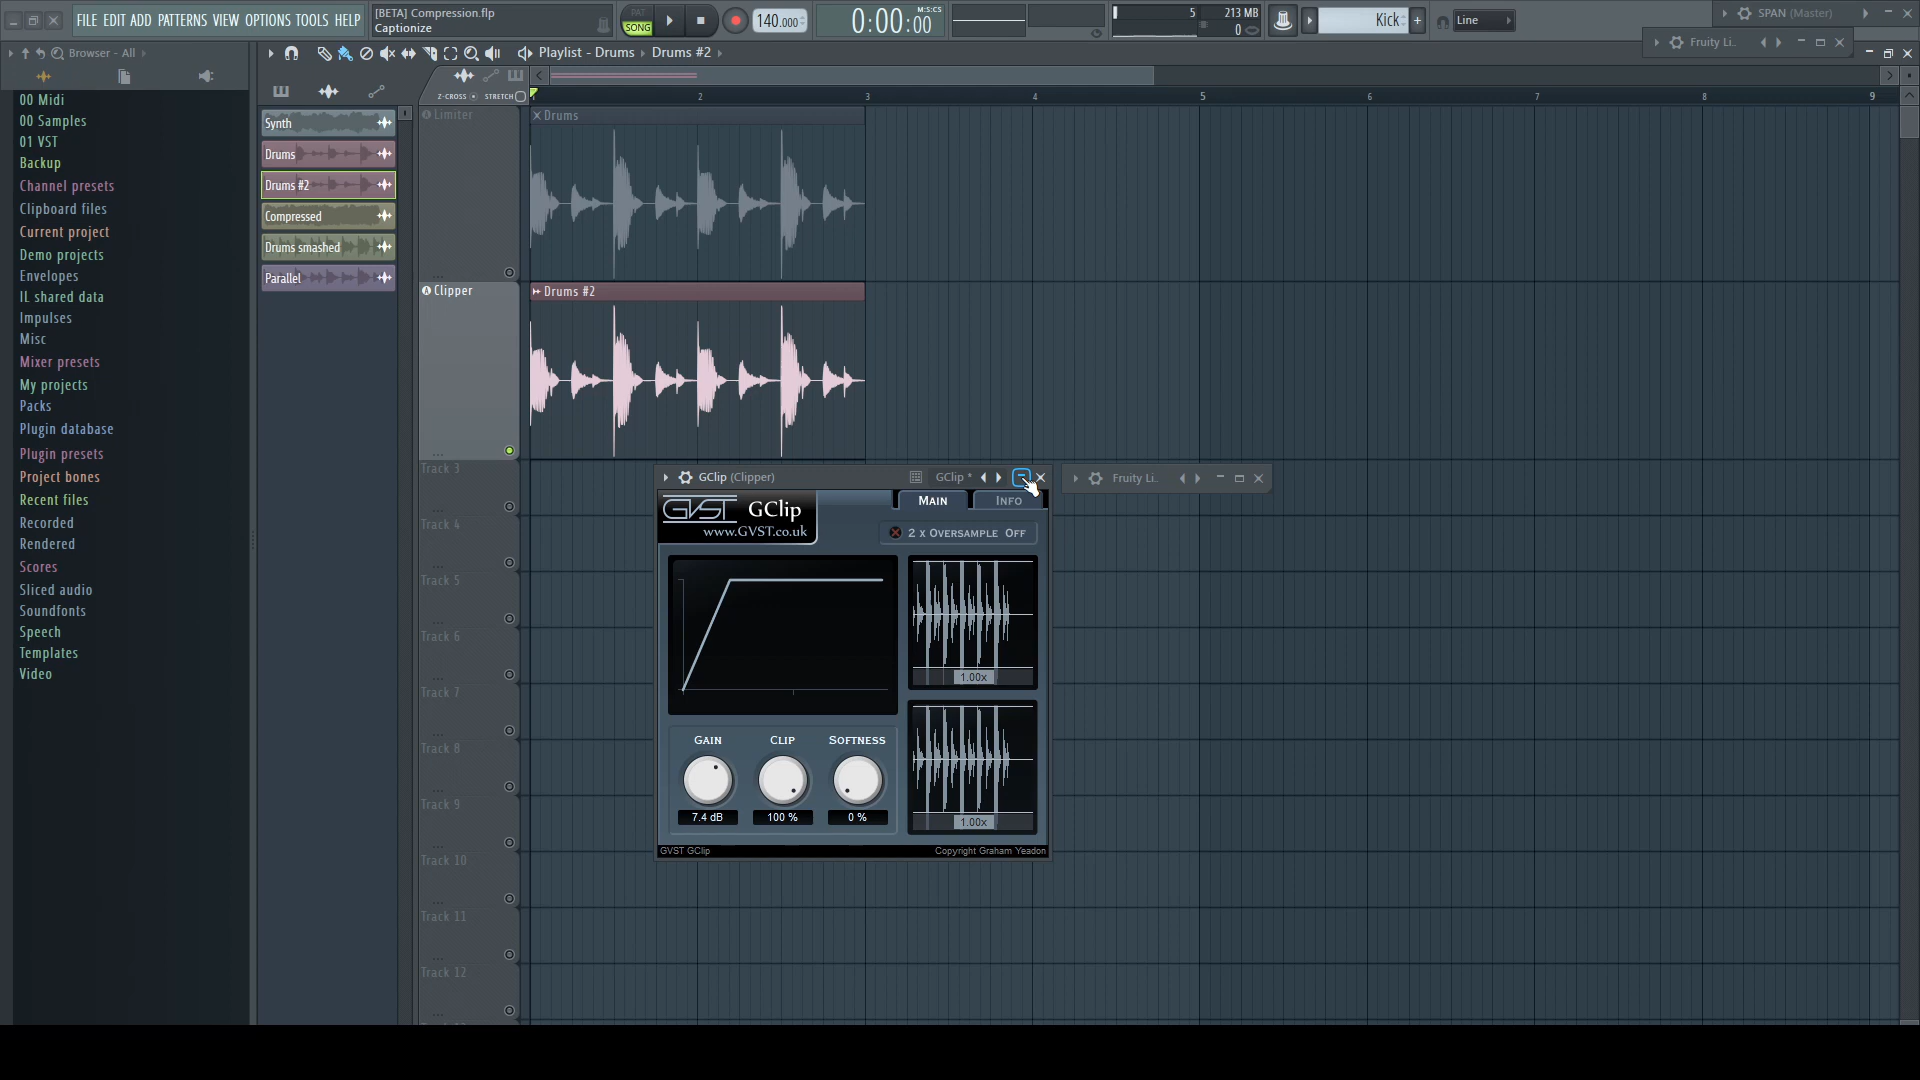 FILE EDIT ADD PATTERNS VIEW OPTIONS TOOLS HELP
[BETA] Compression.flp
Captionize
PAT
SONG
140.000
M:S:CS
0:00:00
5
213 MB
0
Kick
Line
SPAN (Master)
Fruity Li..
Browser - All
Playlist - Drums › Drums #2
Z-CROSS
STRETCH
1 2 3 4 5 6 7 8 9
00 Midi
00 Samples
01 VST
Backup
Channel presets
Clipboard files
Current project
Demo projects
Envelopes
IL shared data
Impulses
Misc
Mixer presets
My projects
Packs
Plugin database
Plugin presets
Project bones
Recent files
Recorded
Rendered
Scores
Sliced audio
Soundfonts
Speech
Templates
Video
Synth
Drums
Drums #2
Compressed
Drums smashed
Parallel
Limiter
Drums
Clipper
Drums #2
Track 3
Track 4
Track 5
Track 6
Track 7
Track 8
Track 9
Track 10
Track 11
Track 12
GClip (Clipper)
GClip *
Fruity Li..
GVST
GClip
www.GVST.co.uk
MAIN
INFO
2 x OVERSAMPLE OFF
1.00x
1.00x
GAIN
CLIP
SOFTNESS
7.4 dB
100 %
0 %
GVST GClip
Copyright Graham Yeadon